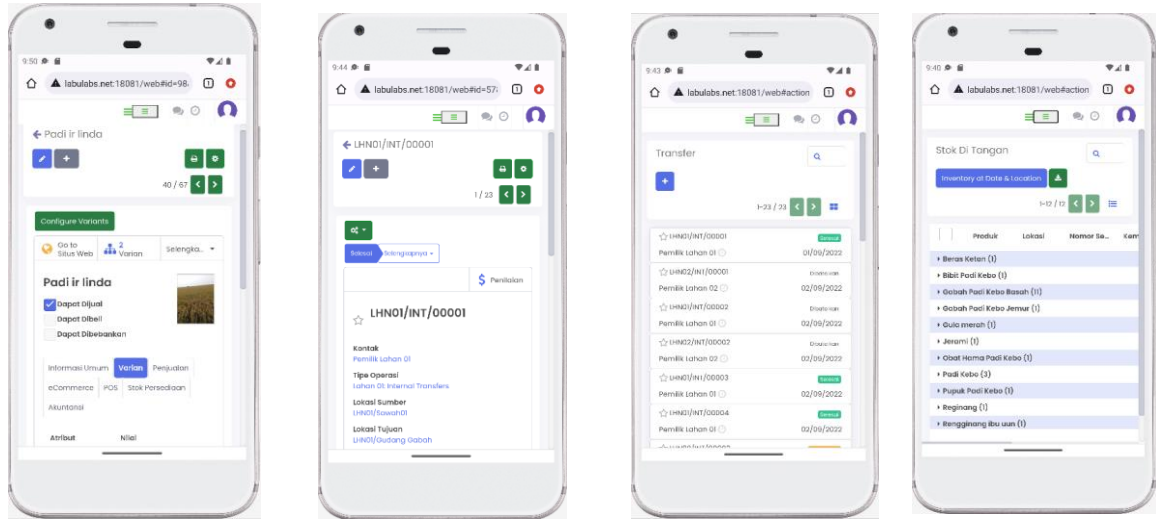 9:50
labulabs.net:18081/web#id=98.
1
Padi ir linda
40 / 67
Configure Variants
Go to Situs Web
2 Varian
Selengka...
Padi ir linda
Dapat Dijual
Dapat Dibeli
Dapat Dibebankan
Informasi Umum
Varian
Penjualan
eCommerce
POS
Stok Persediaan
Akuntansi
Atribut
Nilai
9:44
labulabs.net:18081/web#id=57:
1
LHN01/INT/00001
1 / 23
Selesai
Selengkapnya
$ Penilaian
LHN01/INT/00001
Kontak
Pemilik Lahan 01
Tipe Operasi
Lahan 01: Internal Transfers
Lokasi Sumber
LHN01/Sawah01
Lokasi Tujuan
LHN01/Gudang Gabah
9:43
labulabs.net:18081/web#action
1
Transfer
1-23 / 23
LHN01/INT/00001
Selesai
Pemilik Lahan 01
01/09/2022
LHN02/INT/00001
Dibatalkan
Pemilik Lahan 02
02/09/2022
LHN01/INT/00002
Dibatalkan
Pemilik Lahan 01
02/09/2022
LHN02/INT/00002
Dibatalkan
Pemilik Lahan 02
02/09/2022
LHN01/INT/00003
Selesai
Pemilik Lahan 01
02/09/2022
LHN01/INT/00004
Selesai
Pemilik Lahan 01
02/09/2022
9:40
labulabs.net:18081/web#action
1
Stok Di Tangan
Inventory at Date & Location
1-12 / 12
Produk
Lokasi
Nomor Se...
Kem
Beras Ketan (1)
Bibit Padi Kebo (1)
Gabah Padi Kebo Basah (11)
Gabah Padi Kebo Jemur (1)
Gula merah (1)
Jerami (1)
Obat Hama Padi Kebo (1)
Padi Kebo (3)
Pupuk Padi Kebo (1)
Reginang (1)
Rengginang ibu uun (1)